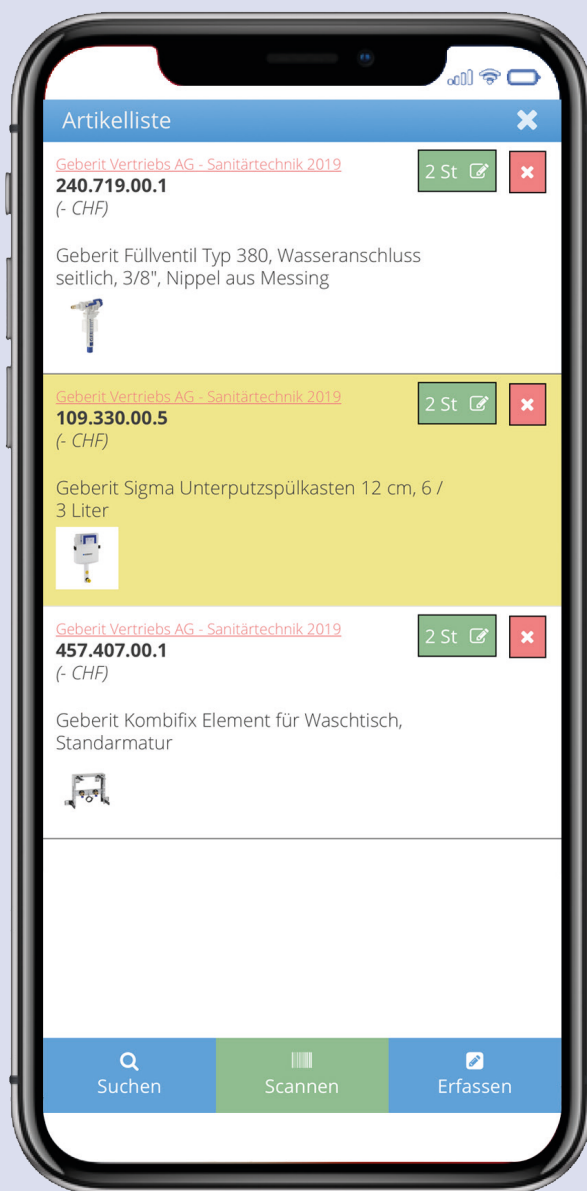 Artikelliste
Geberit Vertriebs AG - Sanitärtechnik 2019
2 St
240.719.00.1
(- CHF)
Geberit Füllventil Typ 380, Wasseranschluss
seitlich, 3/8", Nippel aus Messing
Geberit Vertriebs AG - Sanitärtechnik 2019
2 St
109.330.00.5
(- CHF)
Geberit Sigma Unterputzspülkasten 12 cm, 6 /
3 Liter
Geberit Vertriebs AG - Sanitärtechnik 2019
2 St
457.407.00.1
(- CHF)
Geberit Kombifix Element für Waschtisch,
Standarmatur
Suchen
Scannen
Erfassen